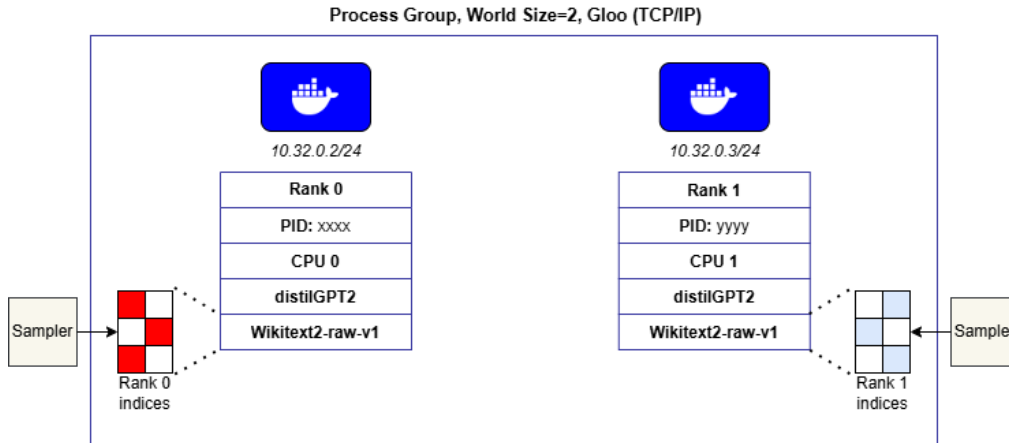 Process Group, World Size=2, Gloo (TCP/IP)
10.32.0.2/24
Rank 0
PID: xxxx
CPU 0
distilGPT2
Wikitext2-raw-v1
Sampler
Rank 0
indices
10.32.0.3/24
Rank 1
PID: yyyy
CPU 1
distilGPT2
Wikitext2-raw-v1
Rank 1
indices
Sample